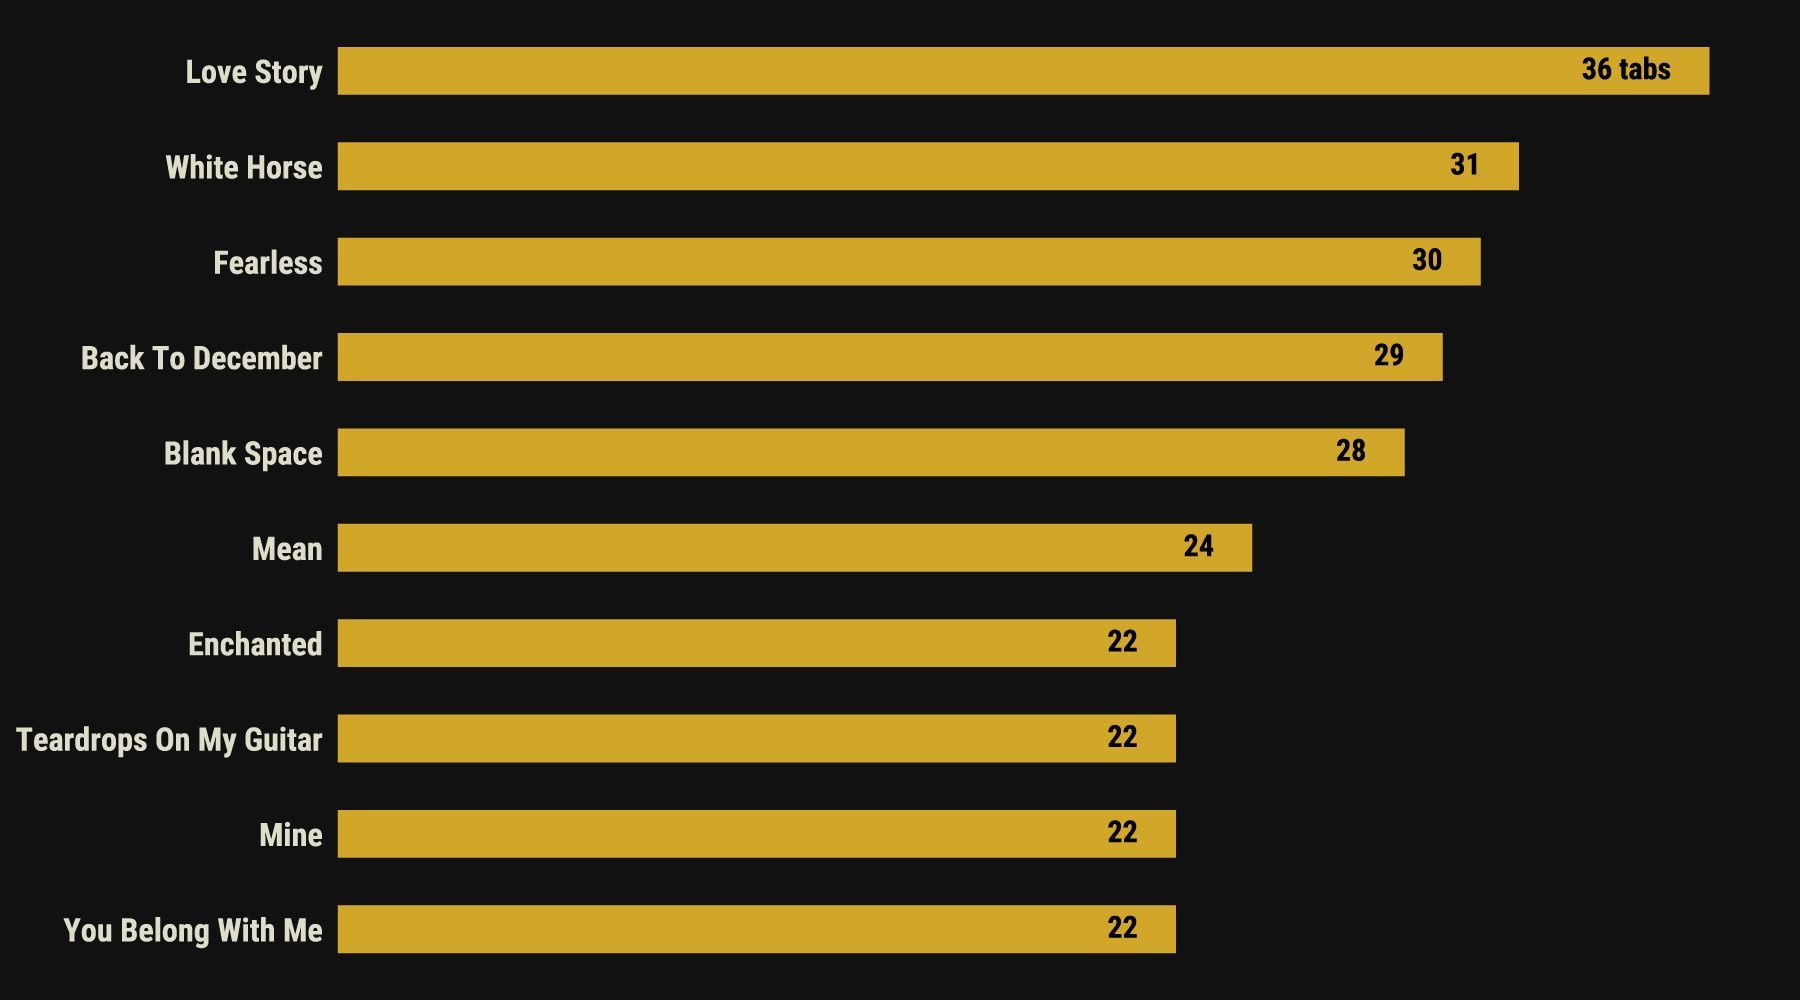 Love Story 36 tabs
White Horse 31
Fearless 30
Back To December 29
Blank Space 28
Mean 24
Enchanted 22
Teardrops On My Guitar 22
Mine 22
You Belong With Me 22